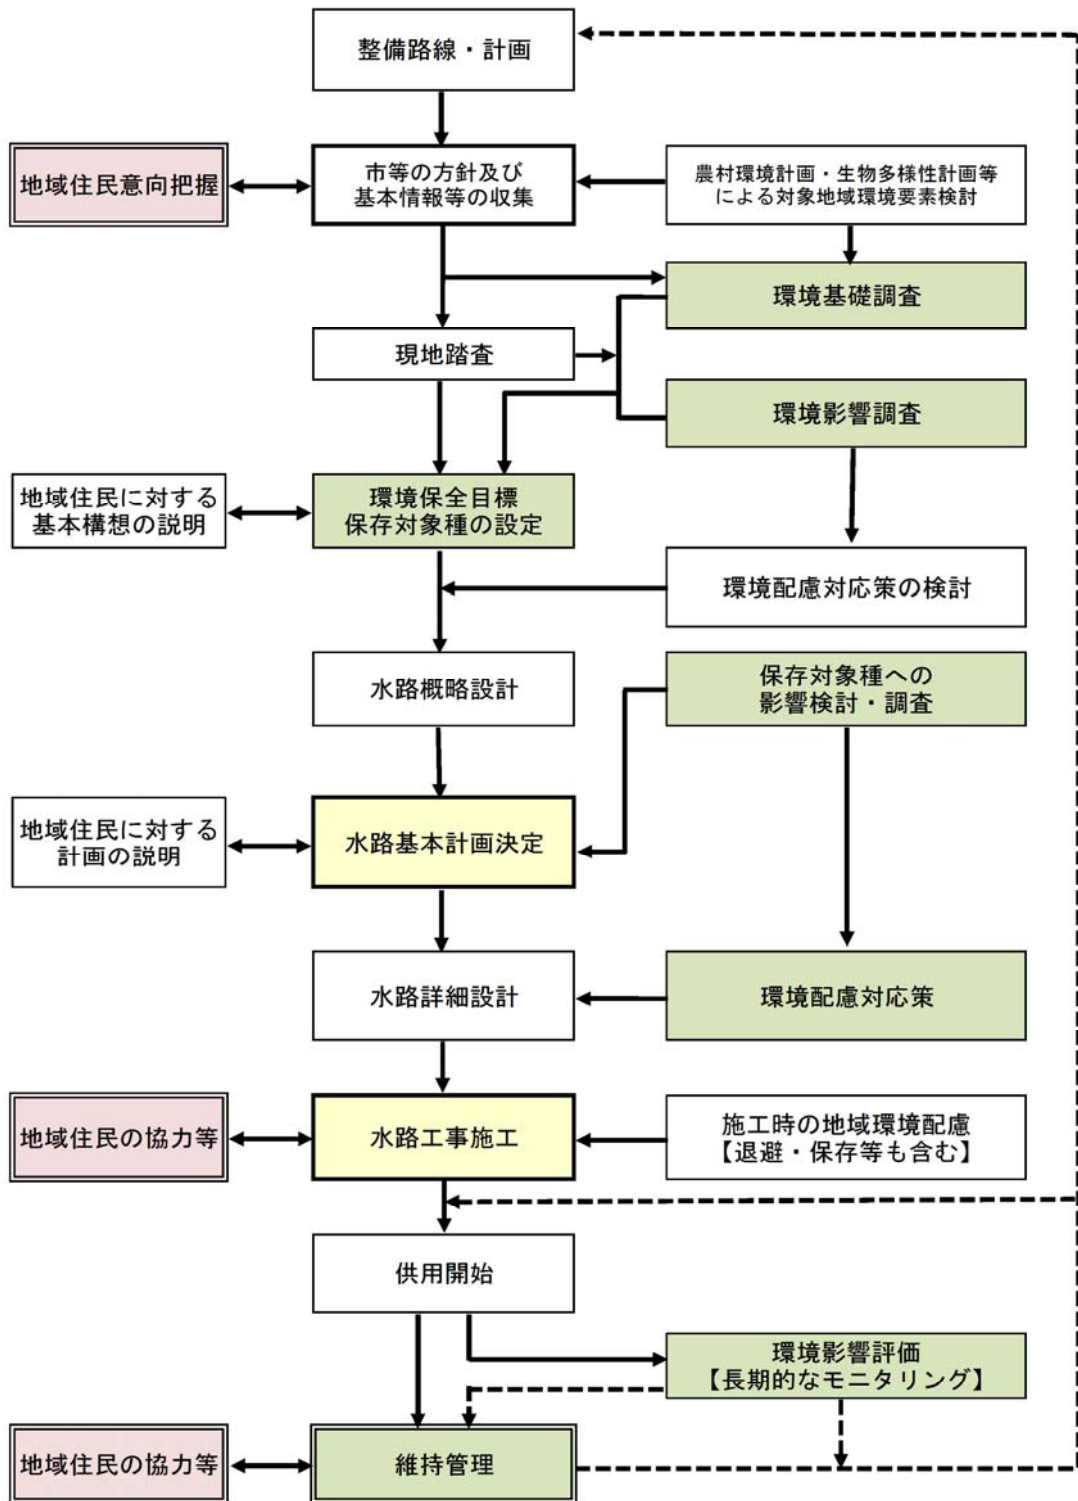 整備路線・計画
地域住民意向把握
市等の方針及び
基本情報等の収集
農村環境計画・生物多様性計画等
による対象地域環境要素検討
環境基礎調査
現地踏査
環境影響調査
地域住民に対する
基本構想の説明
環境保全目標
保存対象種の設定
環境配慮対応策の検討
水路概略設計
保存対象種への
影響検討・調査
地域住民に対する
計画の説明
水路基本計画決定
水路詳細設計
環境配慮対応策
地域住民の協力等
水路工事施工
施工時の地域環境配慮
【退避・保存等も含む】
供用開始
環境影響評価
【長期的なモニタリング】
地域住民の協力等
維持管理